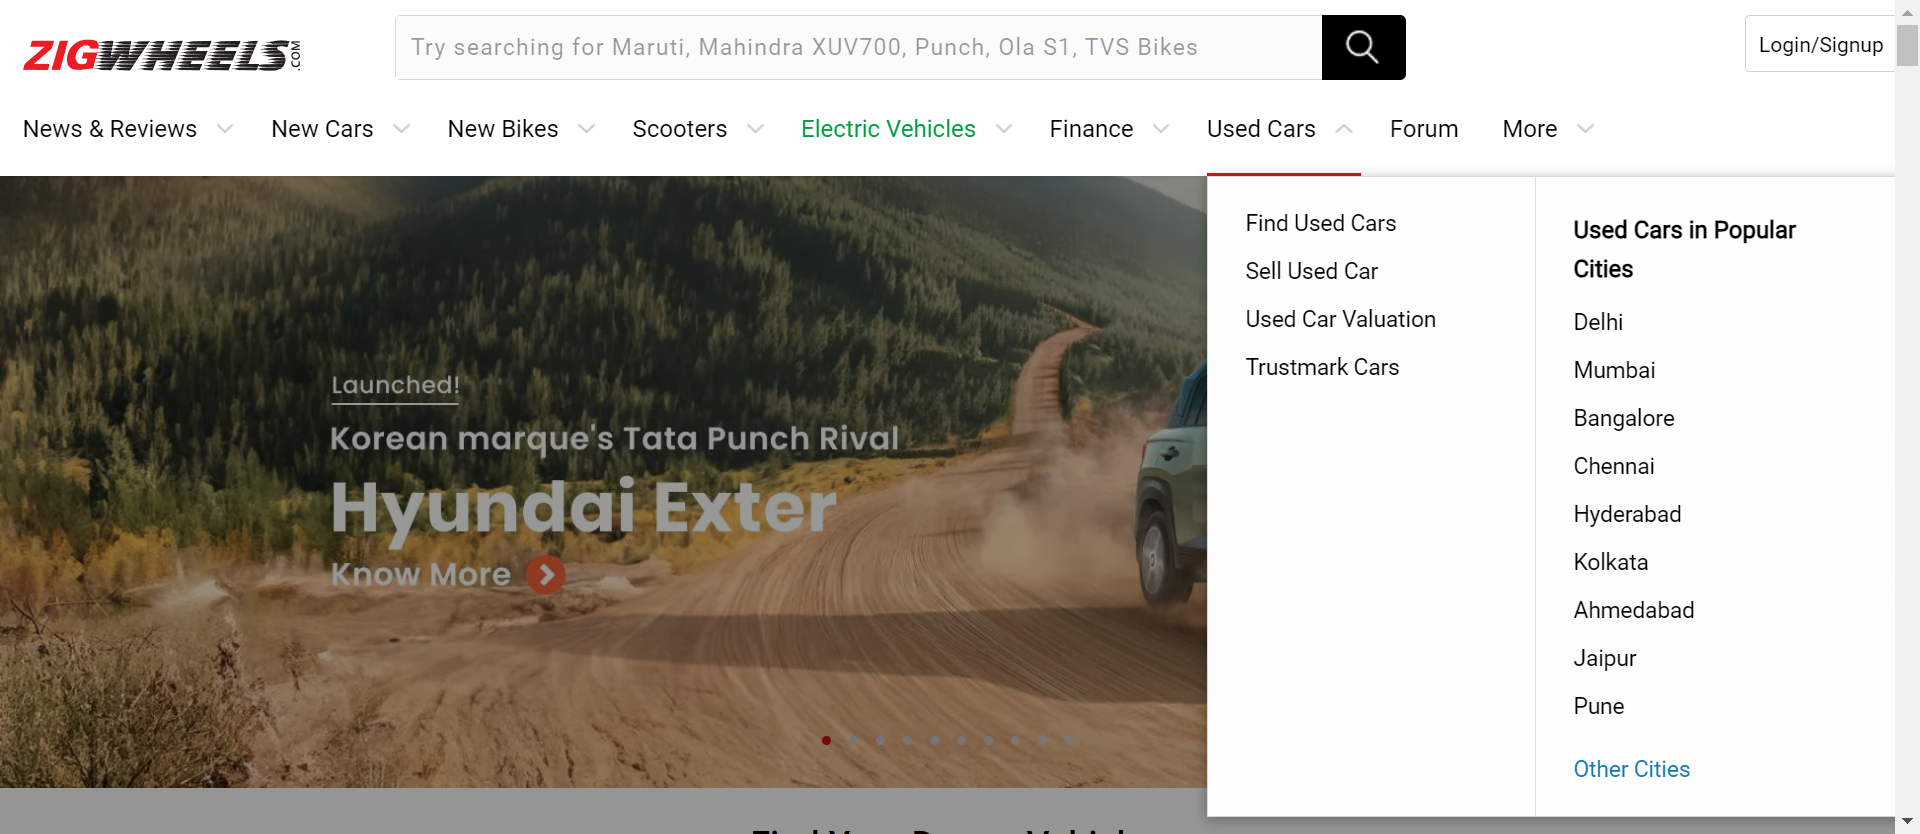 ZIGWHEELS.COM
Try searching for Maruti, Mahindra XUV700, Punch, Ola S1, TVS Bikes
Login/Signup
News & Reviews
New Cars
New Bikes
Scooters
Electric Vehicles
Finance
Used Cars
Forum
More
Launched!
Korean marque's Tata Punch Rival
Hyundai Exter
Know More
Find Used Cars
Sell Used Car
Used Car Valuation
Trustmark Cars
Used Cars in Popular
Cities
Delhi
Mumbai
Bangalore
Chennai
Hyderabad
Kolkata
Ahmedabad
Jaipur
Pune
Other Cities